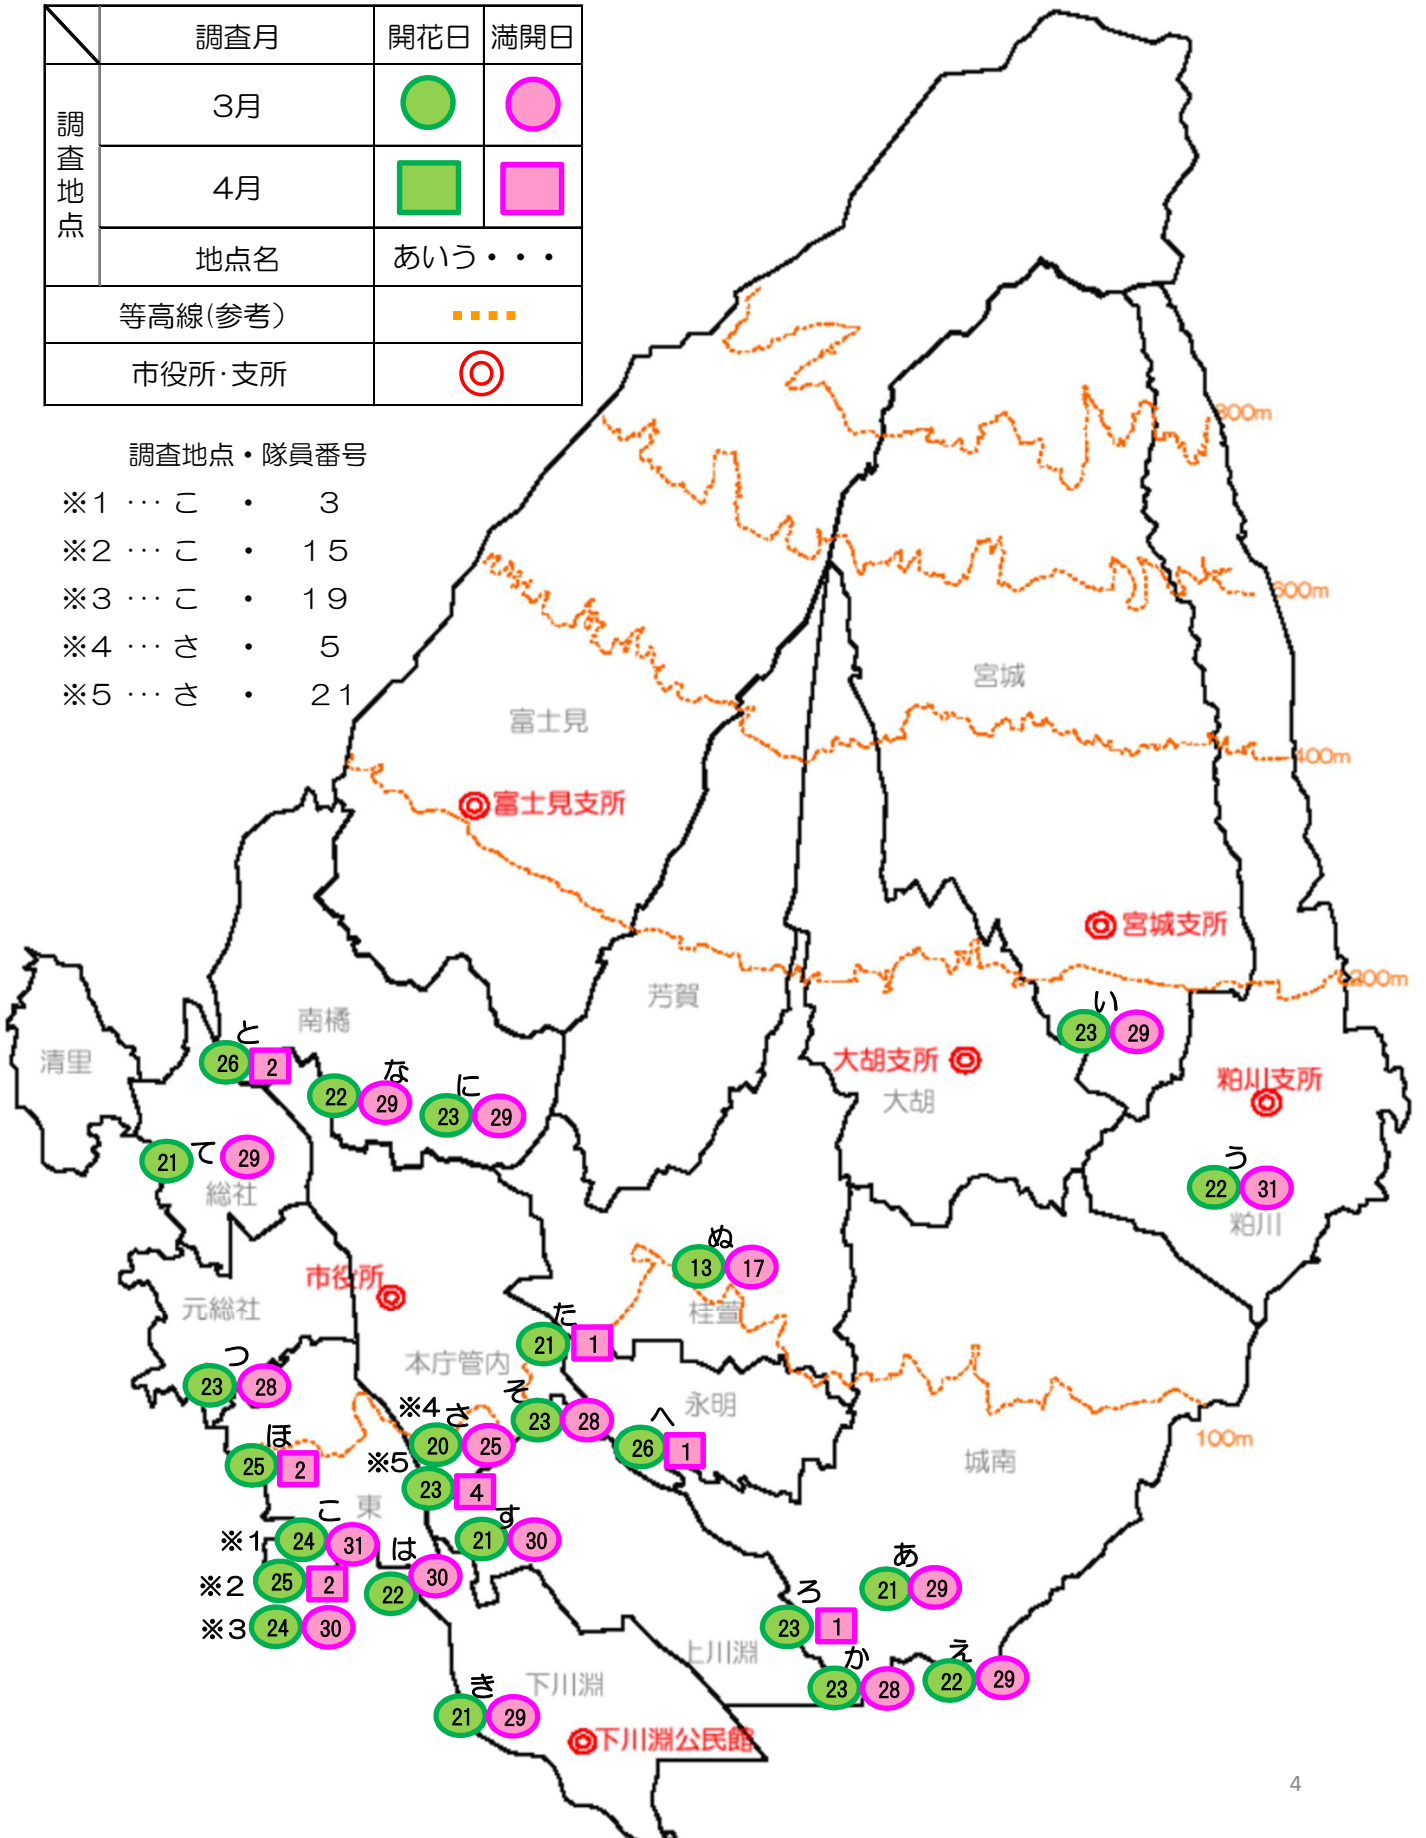 調査月 開花日 満開日
調査地点
3月
4月
地点名 あいう・・・
等高線(参考)
市役所・支所
調査地点・隊員番号
※1 … こ ・ 3
※2 … こ ・ 15
※3 … こ ・ 19
※4 … さ ・ 5
※5 … さ ・ 21
800m
600m
宮城
富士見
400m
富士見支所
宮城支所
200m
芳賀
南橘
い
23 29
と
26 2
清里
大胡支所
大胡
粕川支所
な
22 29
に
23 29
て
21 29
総社
う
22 31
粕川
ぬ
13 17
桂萱
市役所
元総社
た
21 1
本庁管内
つ
23 28
そ
23 28
永明
へ
26 1
※4 さ
20 25
※5
23 4
ほ
25 2
100m
城南
東
す
21 30
こ
※1 24 31
※2 25 2
※3 24 30
は
22 30
あ
21 29
ろ
23 1
上川淵
か
23 28
え
22 29
下川淵
き
21 29
下川淵公民館
4